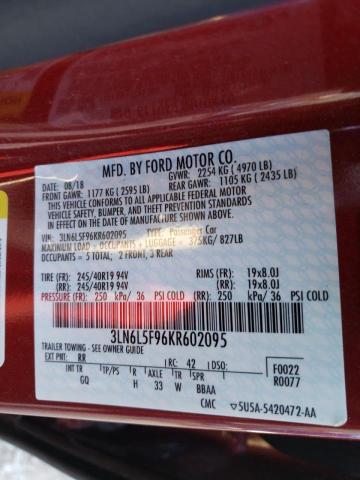 MFD. BY FORD MOTOR CO.
08/18 GVWR: 2254 KG ( 4970 LB)
FRONT GAWR: 1177 KG ( 2595 LB) REAR GAWR: 1105 KG ( 2435 LB)
THIS VEHICLE CONFORMS TO ALL APPLICABLE FEDERAL MOTOR
VEHICLE SAFETY, BUMPER, AND THEFT PREVENTION
STANDARDS IN EFFECT ON THE
DATE OF MANUFACTURE SHOWN ABOVE.
VIN: 3LN6L5F96KR602095 TYPE: Passenger Car
MAXIMUM LOAD = OCCUPANTS + LUGGAGE = 375KG/ 827LB
OCCUPANTS = 5 TOTAL; 2 FRONT, 3 REAR
TIRE (FR): 245/40R19 94V RIMS (FR): 19x8.0J
TIRE (RR): 245/40R19 94V (RR): 19x8.0J
PRESSURE (FR): 250 kPa/ 36 PSI COLD (RR): 250 kPa/ 36 PSI COLD
3LN6L5F96KR602095
TRAILER TOWING - SEE OWNER GUIDE
F0022
EXT PNT: RR RC: 42 DSO:
R0077
INT TR TP/PS R AXLE TR SPR
GQ H 33 W BBAA
CMC 5U5A-5420472-AA